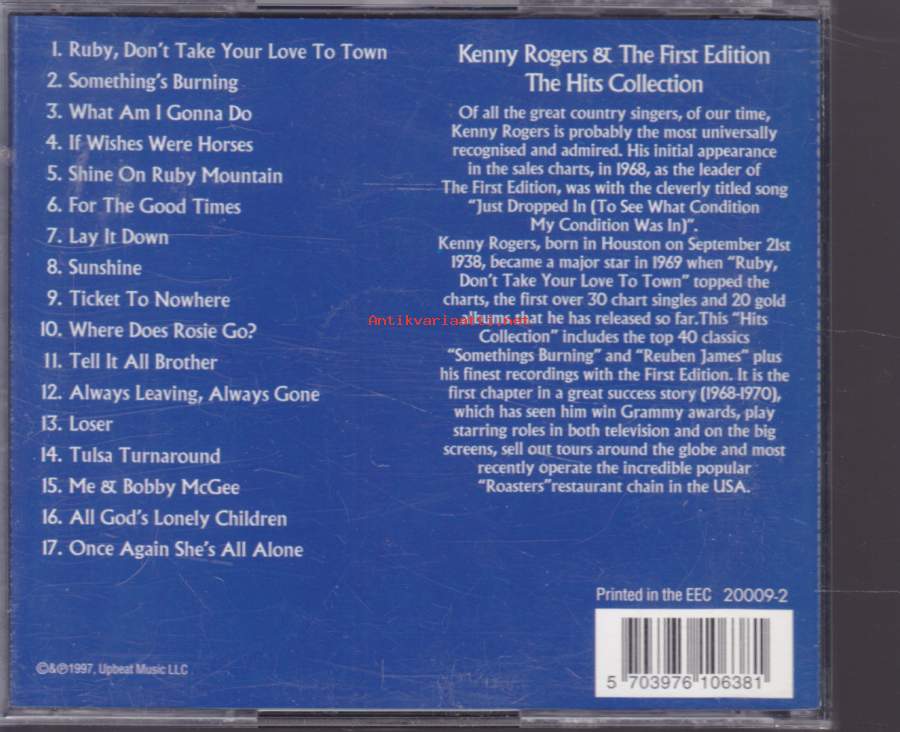 1. Ruby, Don't Take Your Love To Town
2. Something's Burning
3. What Am I Gonna Do
4. If Wishes Were Horses
5. Shine On Ruby Mountain
6. For The Good Times
7. Lay It Down
8. Sunshine
9. Ticket To Nowhere
10. Where Does Rosie Go?
11. Tell It All Brother
12. Always Leaving, Always Gone
13. Loser
14. Tulsa Turnaround
15. Me & Bobby McGee
16. All God's Lonely Children
17. Once Again She's All Alone
©&℗1997, Upbeat Music LLC
Kenny Rogers & The First Edition
The Hits Collection
Of all the great country singers, of our time,
Kenny Rogers is probably the most universally
recognised and admired. His initial appearance
in the sales charts, in 1968, as the leader of
The First Edition, was with the cleverly titled song
"Just Dropped In (To See What Condition
My Condition Was In)".
Kenny Rogers, born in Houston on September 21st
1938, became a major star in 1969 when "Ruby,
Don't Take Your Love To Town" topped the
charts, the first over 30 chart singles and 20 gold
albums that he has released so far.This "Hits
Collection" includes the top 40 classics
"Somethings Burning" and "Reuben James" plus
his finest recordings with the First Edition. It is the
first chapter in a great success story (1968-1970),
which has seen him win Grammy awards, play
starring roles in both television and on the big
screens, sell out tours around the globe and most
recently operate the incredible popular
"Roasters"restaurant chain in the USA.
Antikvariaatti.net
Printed in the EEC 20009-2
5 703976 106381